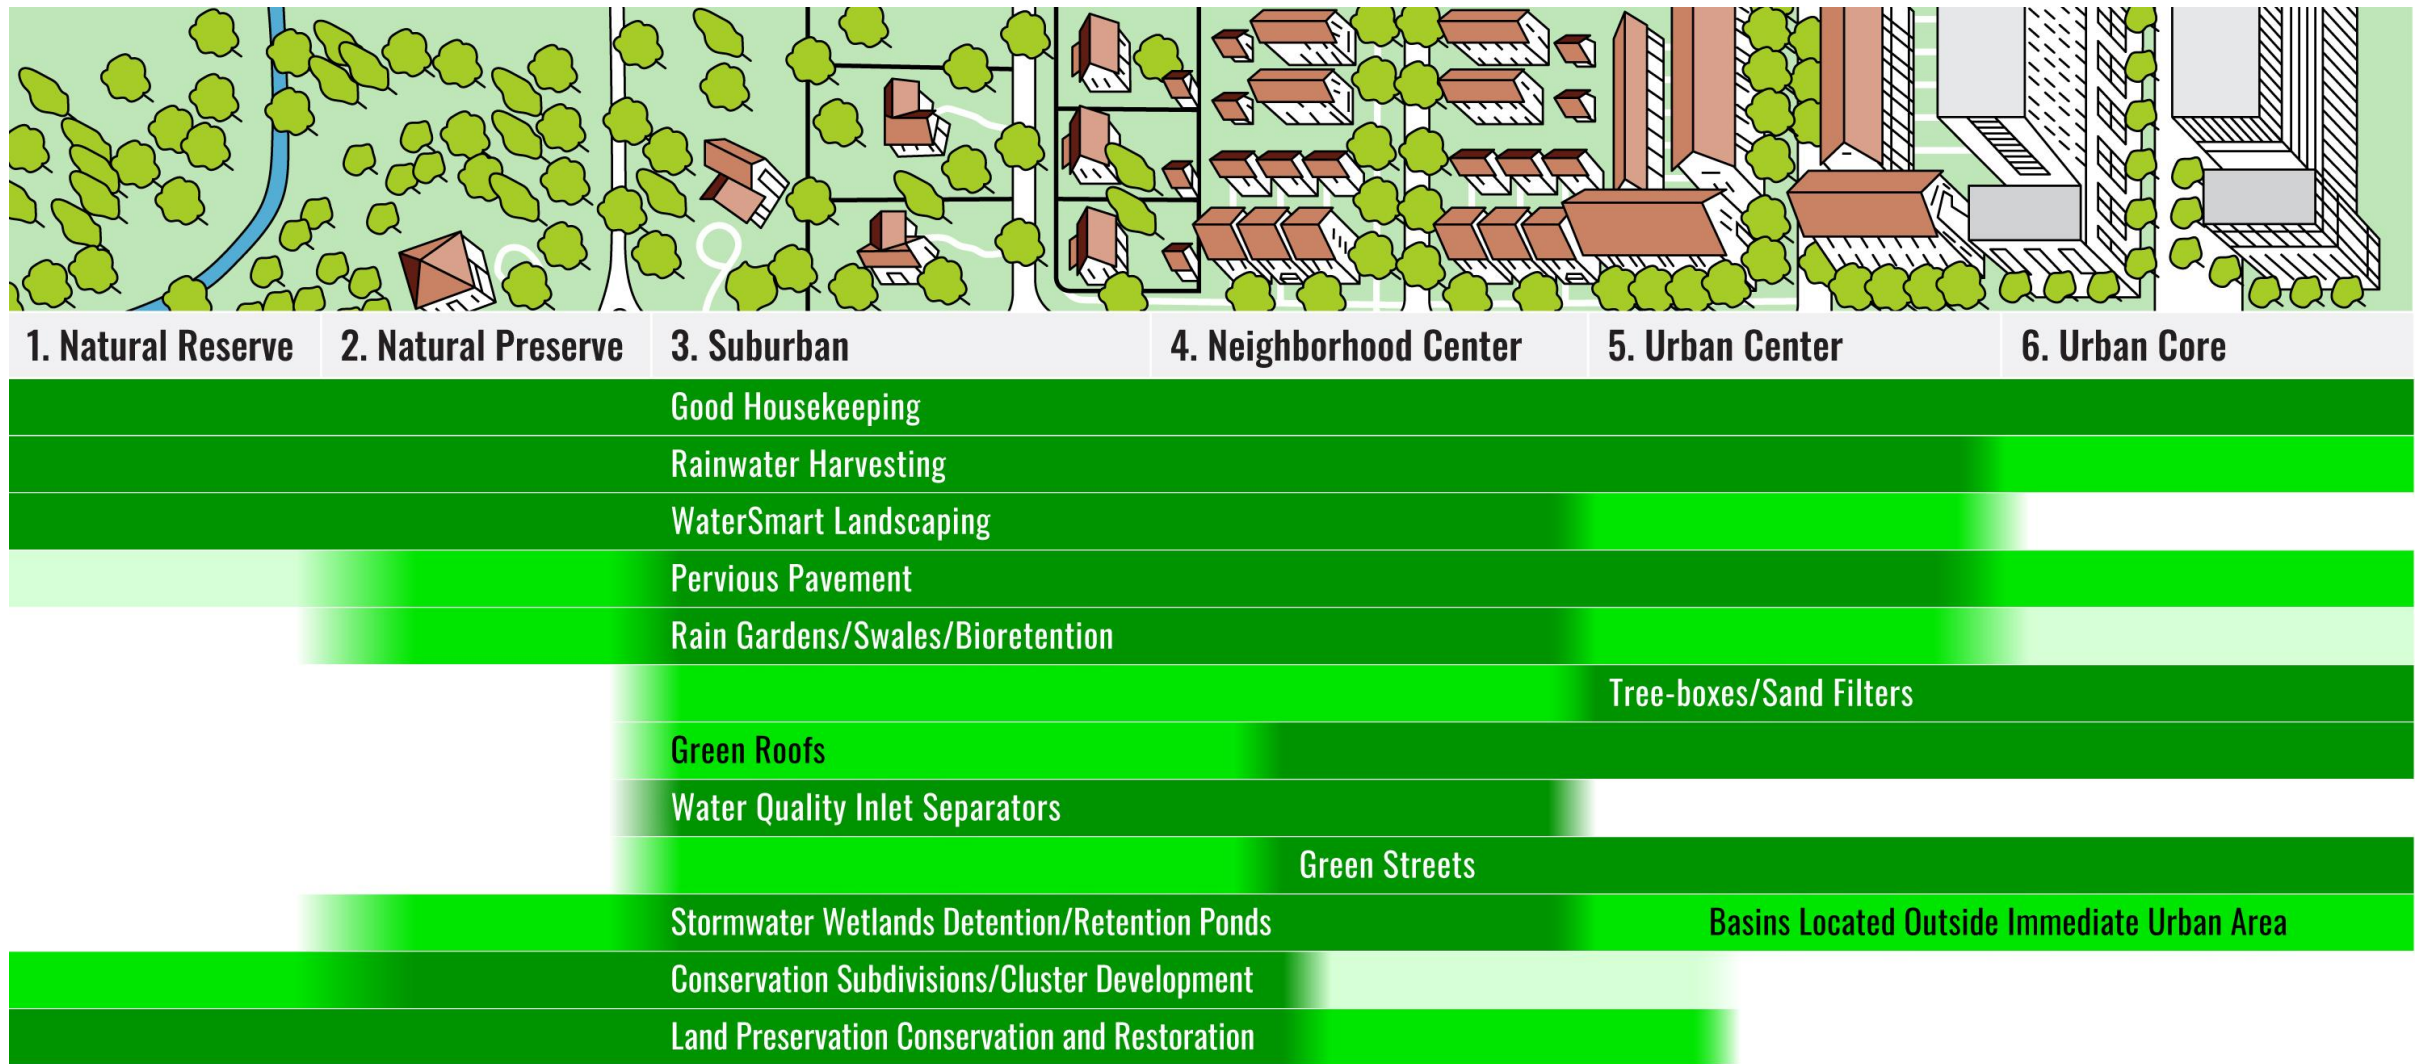 1. Natural Reserve
2. Natural Preserve
3. Suburban
4. Neighborhood Center
5. Urban Center
6. Urban Core
Good Housekeeping
Rainwater Harvesting
WaterSmart Landscaping
Pervious Pavement
Rain Gardens/Swales/Bioretention
Tree-boxes/Sand Filters
Green Roofs
Water Quality Inlet Separators
Green Streets
Stormwater Wetlands Detention/Retention Ponds
Basins Located Outside Immediate Urban Area
Conservation Subdivisions/Cluster Development
Land Preservation Conservation and Restoration